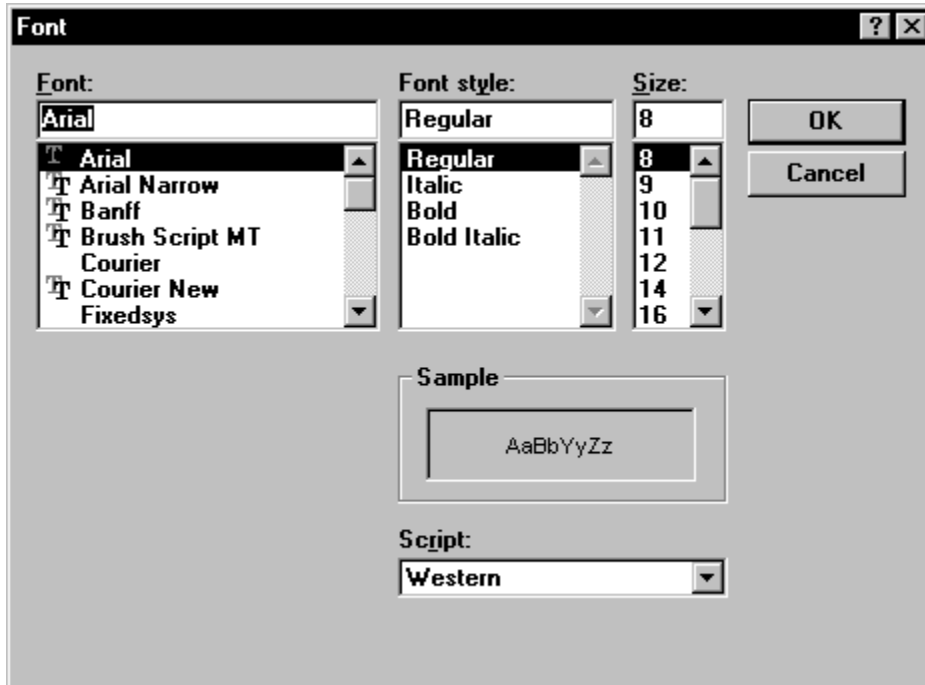 Font
Font:
Arial
Arial
Arial Narrow
Banff
Brush Script MT
Courier
Courier New
Fixedsys
Font style:
Regular
Regular
Italic
Bold
Bold Italic
Size:
8
8
9
10
11
12
14
16
OK
Cancel
Sample
AaBbYyZz
Script:
Western